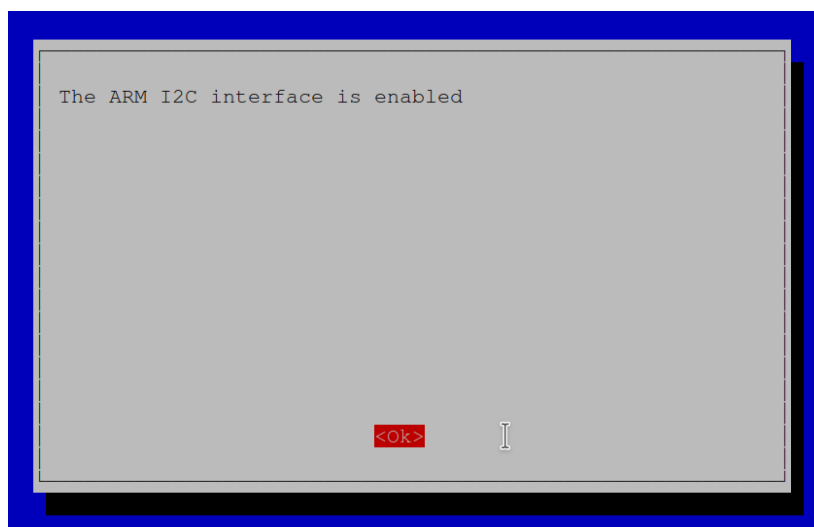 The ARM I2C interface is enabled
<Ok>